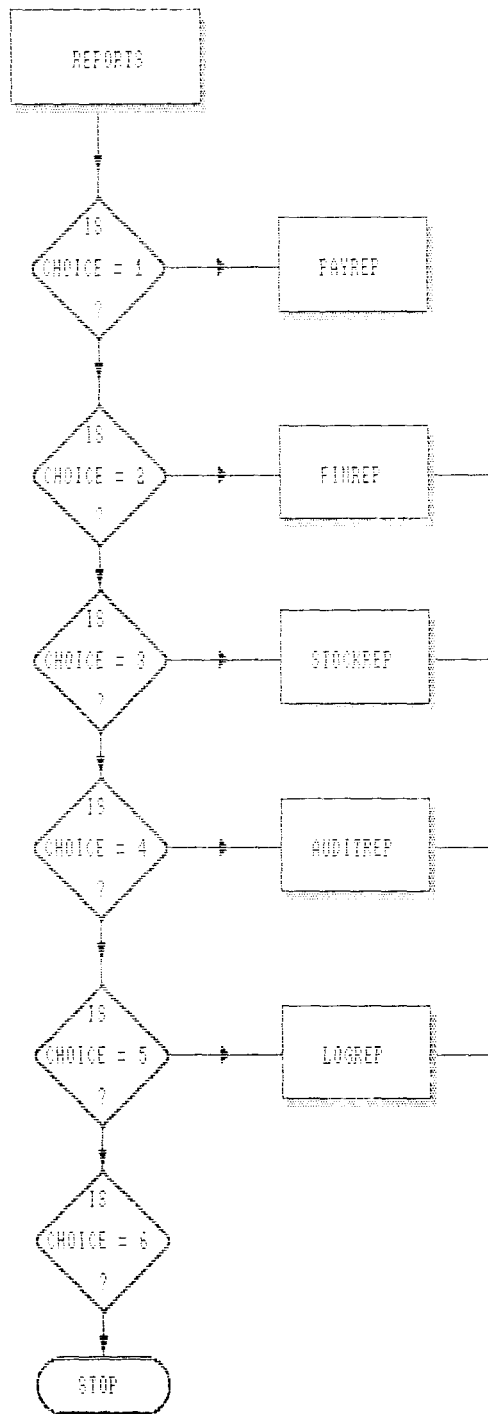 REPORTS
IS
CHOICE = 1
?
PAYREP
IS
CHOICE = 2
?
FINREP
IS
CHOICE = 3
?
STOCKREP
IS
CHOICE = 4
?
AUDITREP
IS
CHOICE = 5
?
LOGREP
IS
CHOICE = 6
?
STOP